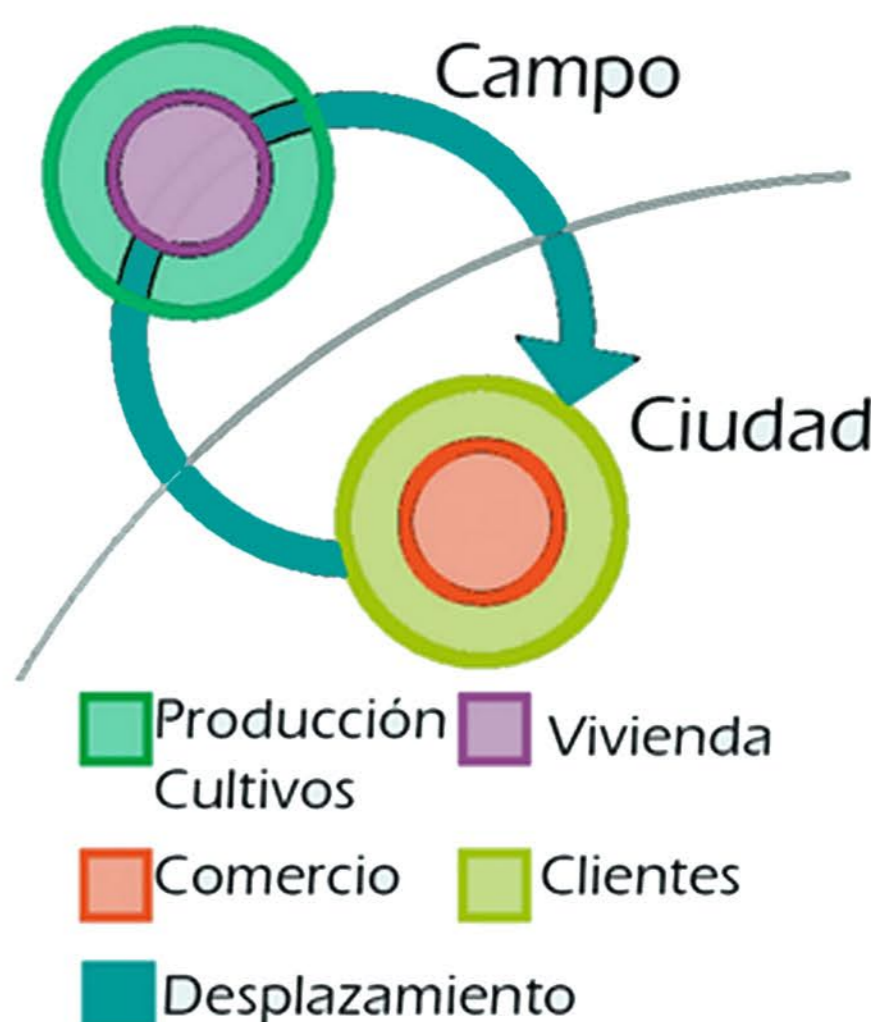 Campo
Ciudad
Producción
Cultivos
Vivienda
Comercio
Clientes
Desplazamiento